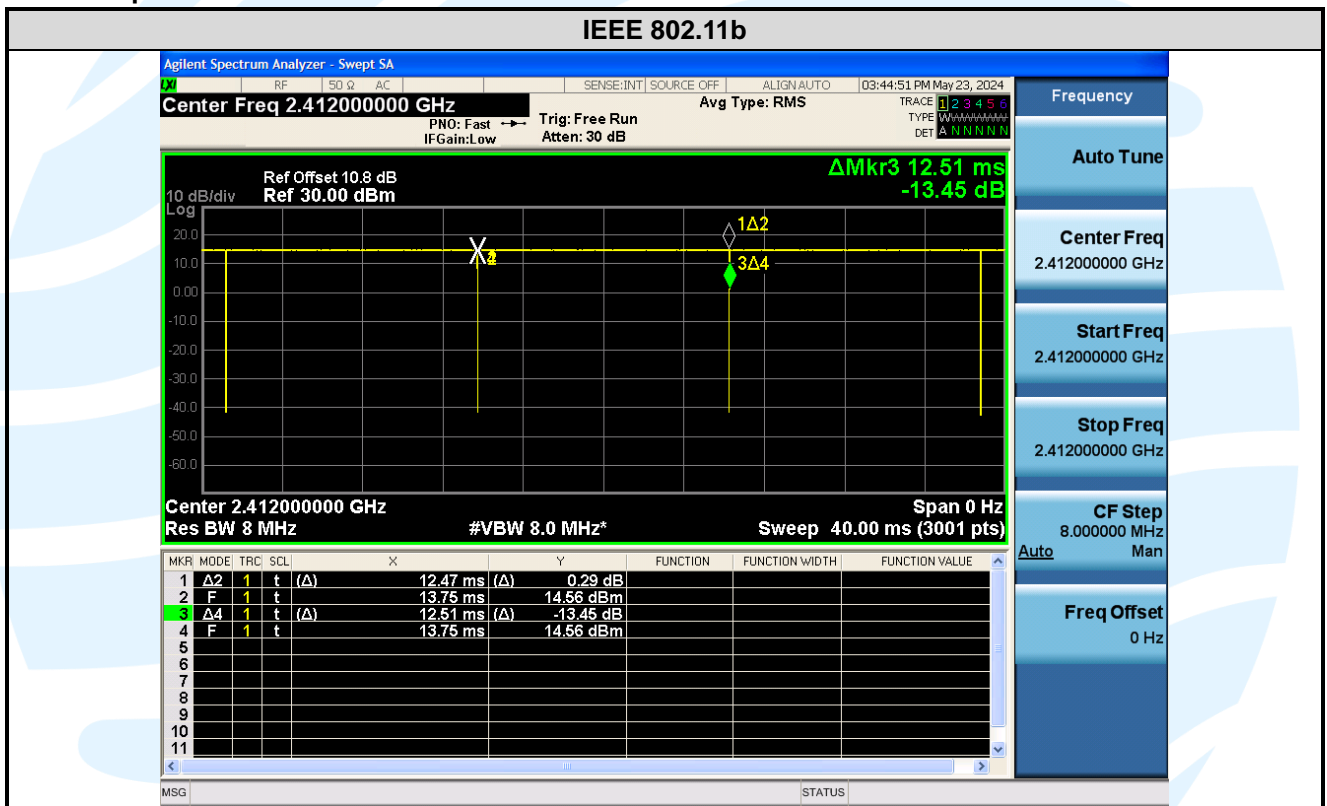 IEEE 802.11b
Agilent Spectrum Analyzer - Swept SA
LXI RF 50 Ω AC SENSE:INT SOURCE OFF ALIGN AUTO 03:44:51 PM May 23, 2024
Center Freq 2.412000000 GHz Avg Type: RMS TRACE 1 2 3 4 5 6
PNO: Fast Trig: Free Run TYPE
IFGain:Low Atten: 30 dB DET A N N N N N
ΔMkr3 12.51 ms
-13.45 dB
Ref Offset 10.8 dB
10 dB/div Ref 30.00 dBm
Log
20.0
10.0
0.00
-10.0
-20.0
-30.0
-40.0
-50.0
-60.0
1Δ2
3Δ4
Center 2.412000000 GHz Span 0 Hz
Res BW 8 MHz #VBW 8.0 MHz* Sweep 40.00 ms (3001 pts)
MKR MODE TRC SCL X Y FUNCTION FUNCTION WIDTH FUNCTION VALUE
1 Δ2 1 t (Δ) 12.47 ms (Δ) 0.29 dB
2 F 1 t 13.75 ms 14.56 dBm
3 Δ4 1 t (Δ) 12.51 ms (Δ) -13.45 dB
4 F 1 t 13.75 ms 14.56 dBm
5
6
7
8
9
10
11
MSG STATUS
Frequency
Auto Tune
Center Freq
2.412000000 GHz
Start Freq
2.412000000 GHz
Stop Freq
2.412000000 GHz
CF Step
8.000000 MHz
Auto Man
Freq Offset
0 Hz